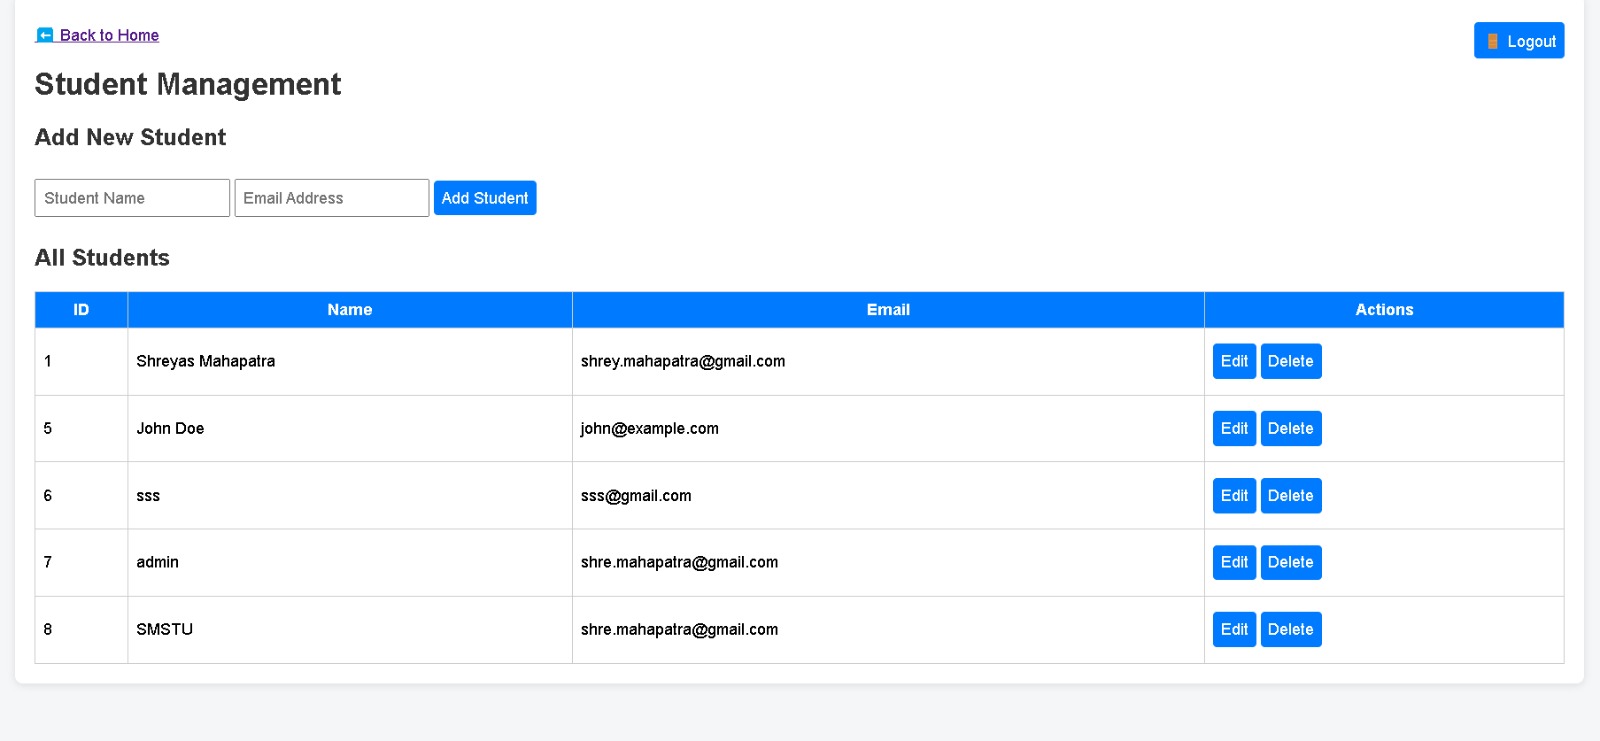 Back to Home
Logout
Student Management
Add New Student
Student Name Email Address Add Student
All Students
ID Name Email Actions
1 Shreyas Mahapatra shrey.mahapatra@gmail.com Edit Delete
5 John Doe john@example.com Edit Delete
6 sss sss@gmail.com Edit Delete
7 admin shre.mahapatra@gmail.com Edit Delete
8 SMSTU shre.mahapatra@gmail.com Edit Delete